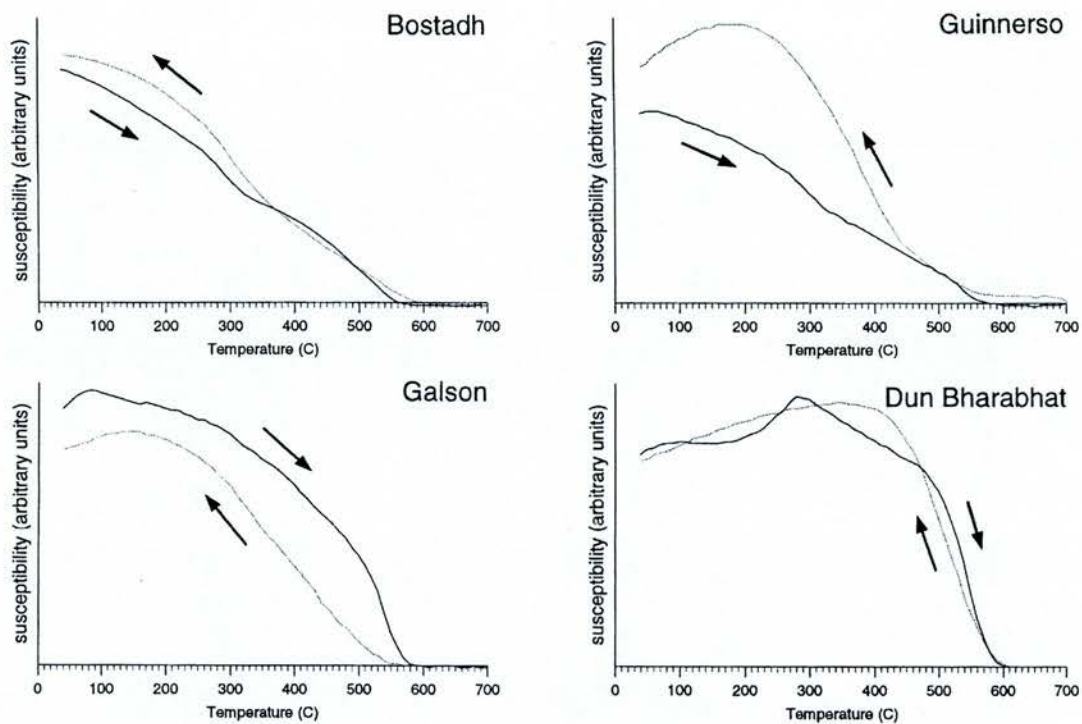 Bostadh
susceptibility (arbitrary units)
0 100 200 300 400 500 600 700
Temperature (C)
Guinnerso
susceptibility (arbitrary units)
0 100 200 300 400 500 600 700
Temperature (C)
Galson
susceptibility (arbitrary units)
0 100 200 300 400 500 600 700
Temperature (C)
Dun Bharabhat
susceptibility (arbitrary units)
0 100 200 300 400 500 600 700
Temperature (C)